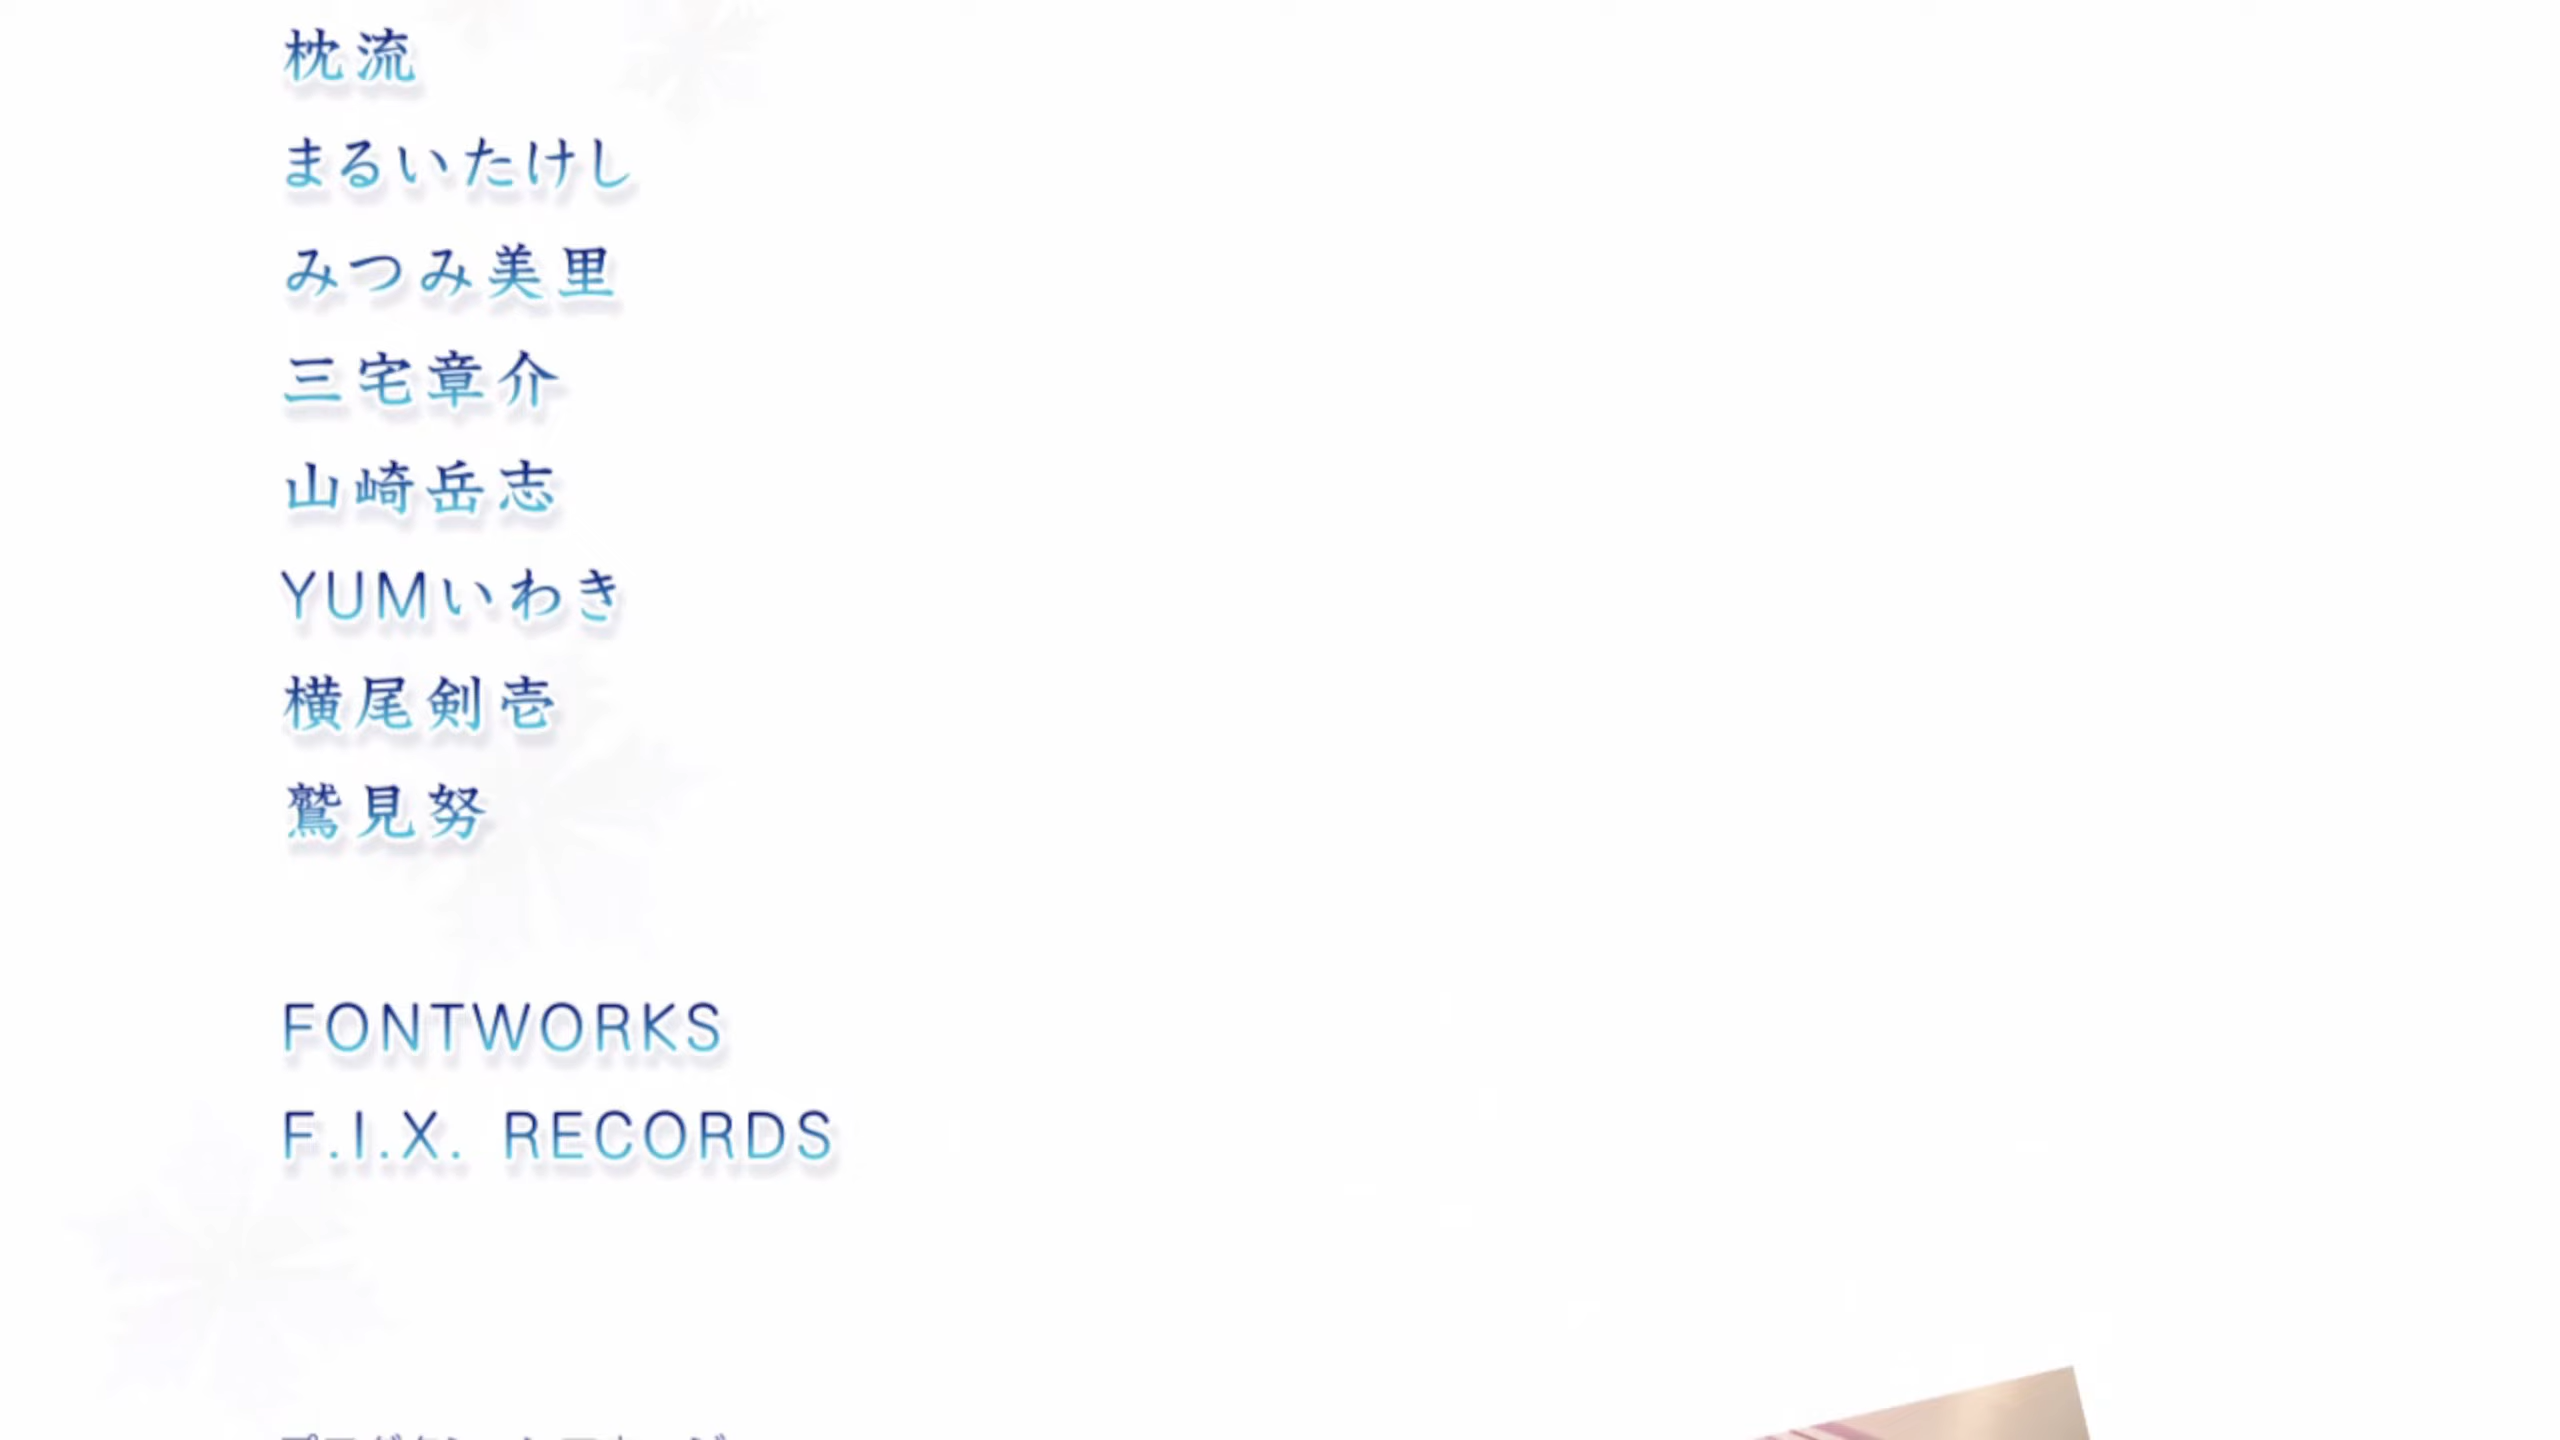 枕流
まるいたけし
みつみ美里
三宅章介
山崎岳志
YUMいわき
横尾剣壱
鷲見努
FONTWORKS
F.I.X. RECORDS